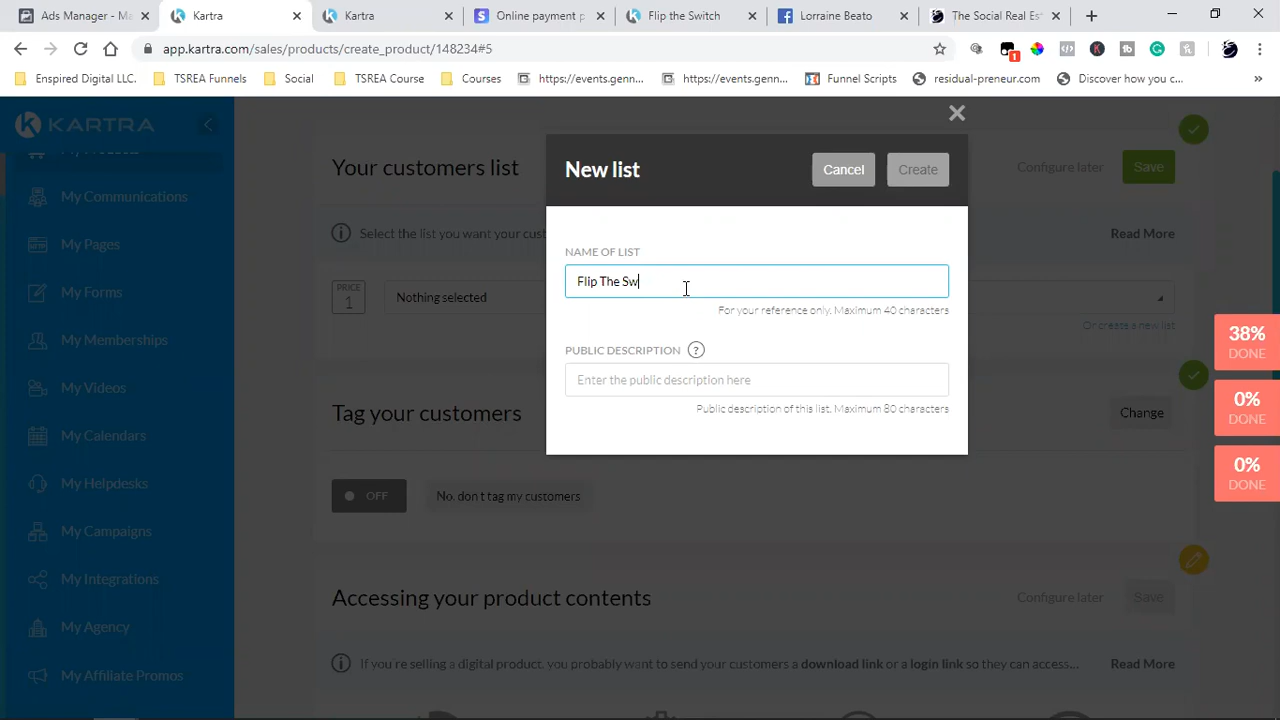 Ads Manager - Ma
Kartra
Kartra
Online payment p
Flip the Switch
Lorraine Beato
The Social Real Est
app.kartra.com/sales/products/create_product/148234#5
1
Enspired Digital LLC.
TSREA Funnels
Social
TSREA Course
Courses
https://events.genn...
https://events.genn...
Funnel Scripts
residual-preneur.com
Discover how you c...
KARTRA
My Communications
My Pages
My Forms
My Memberships
My Videos
My Calendars
My Helpdesks
My Campaigns
My Integrations
My Agency
My Affiliate Promos
Your customers list
Configure later
Save
Select the list you want your cust
Read More
PRICE
1
Nothing selected
Or create a new list
Tag your customers
Change
OFF
No, don't tag my customers
Accessing your product contents
Configure later
Save
If you're selling a digital product, you probably want to send your customers a download link or a login link so they can access...
Read More
New list
Cancel
Create
NAME OF LIST
Flip The Sw
For your reference only. Maximum 40 characters
PUBLIC DESCRIPTION ?
Enter the public description here
Public description of this list. Maximum 80 characters
38%
DONE
0%
DONE
0%
DONE